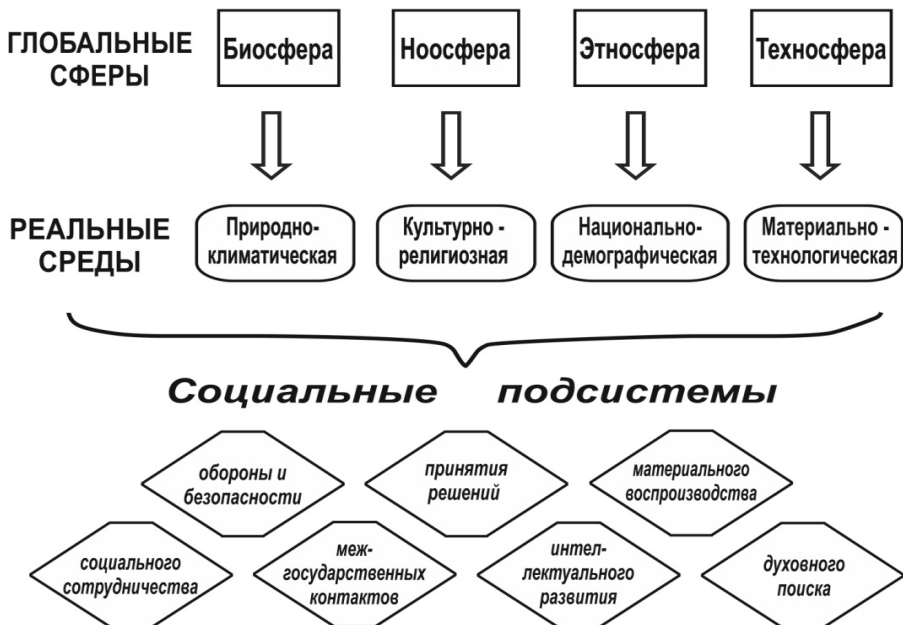 ГЛОБАЛЬНЫЕ
СФЕРЫ
Биосфера
Ноосфера
Этносфера
Техносфера
РЕАЛЬНЫЕ
СРЕДЫ
Природно-
климатическая
Культурно -
религиозная
Национально-
демографическая
Материально -
технологическая
Социальные подсистемы
обороны и
безопасности
принятия
решений
материального
воспроизводства
социального
сотрудничества
меж-
государственных
контактов
интел-
лектуального
развития
духовного
поиска